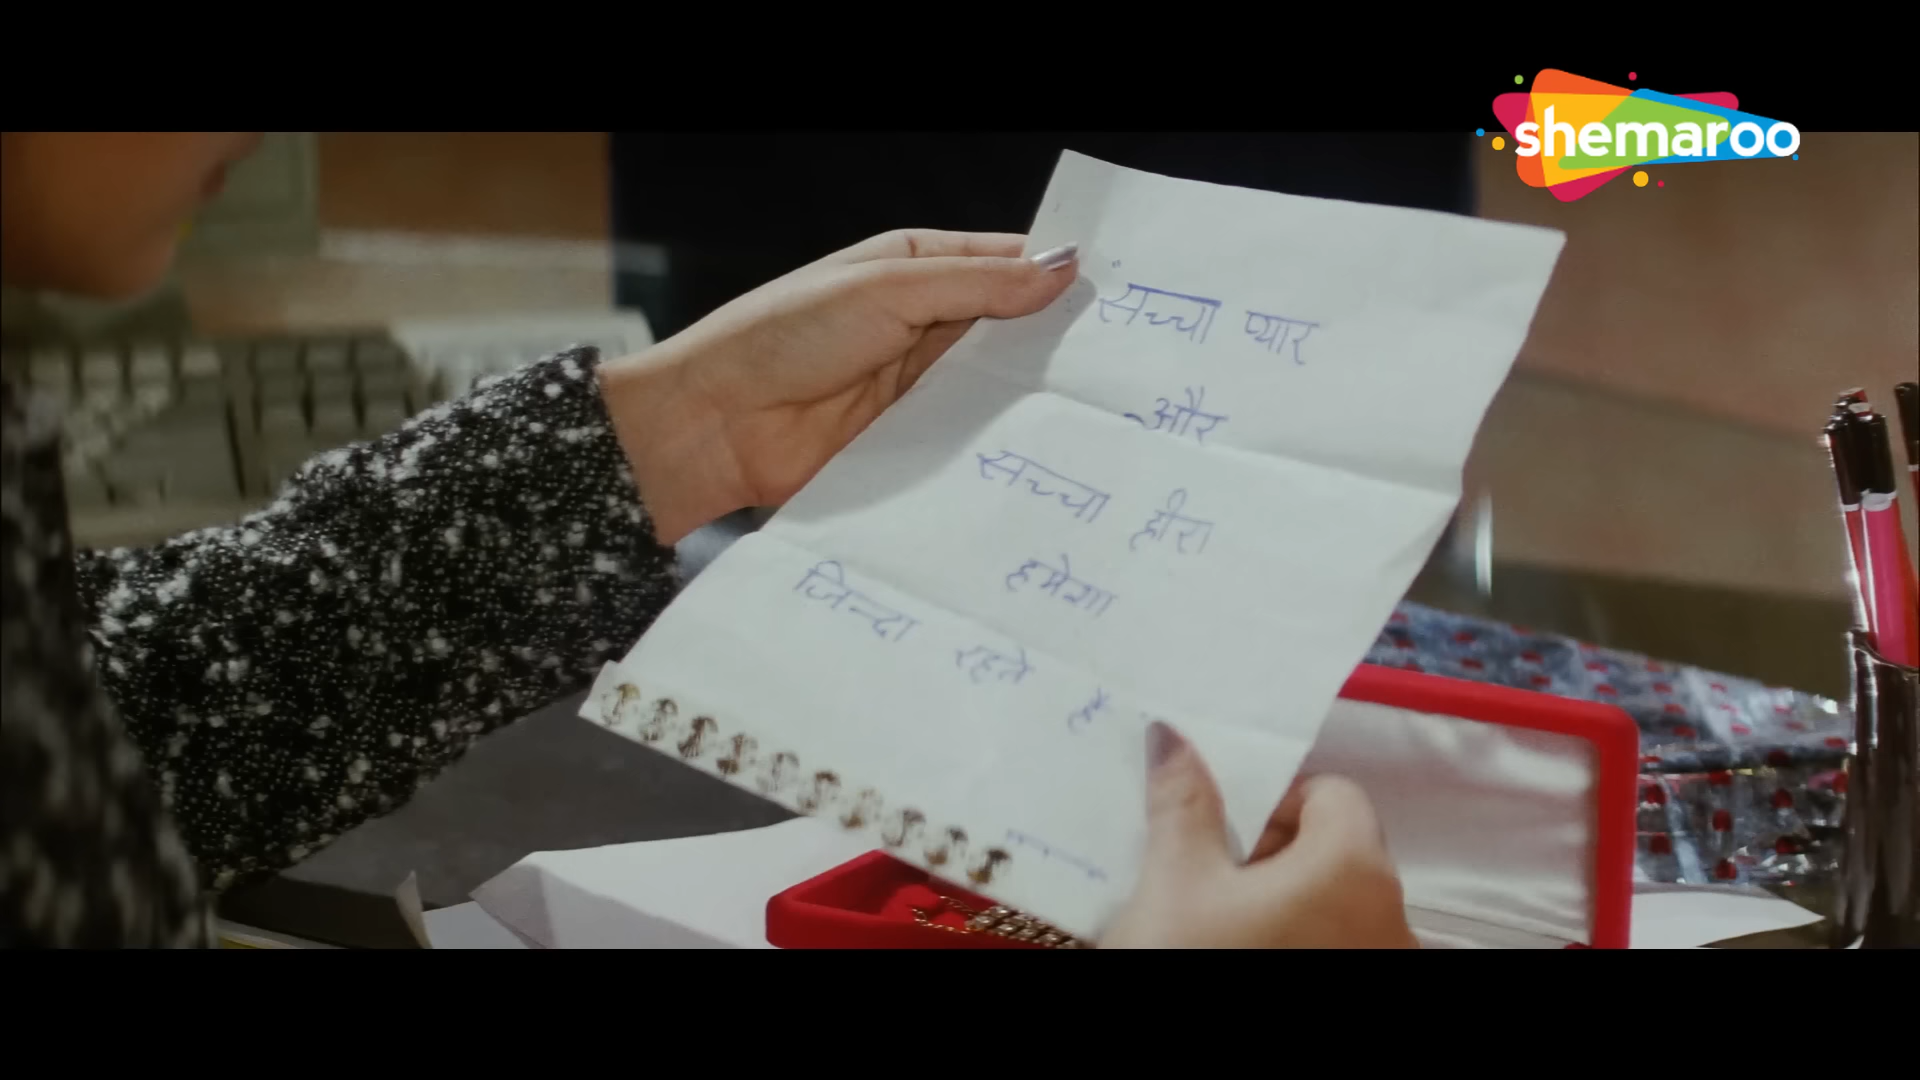 shemaroo
सच्चा प्यार
और
सच्चा हीरा
हमेशा
जिन्दा रहते हैं